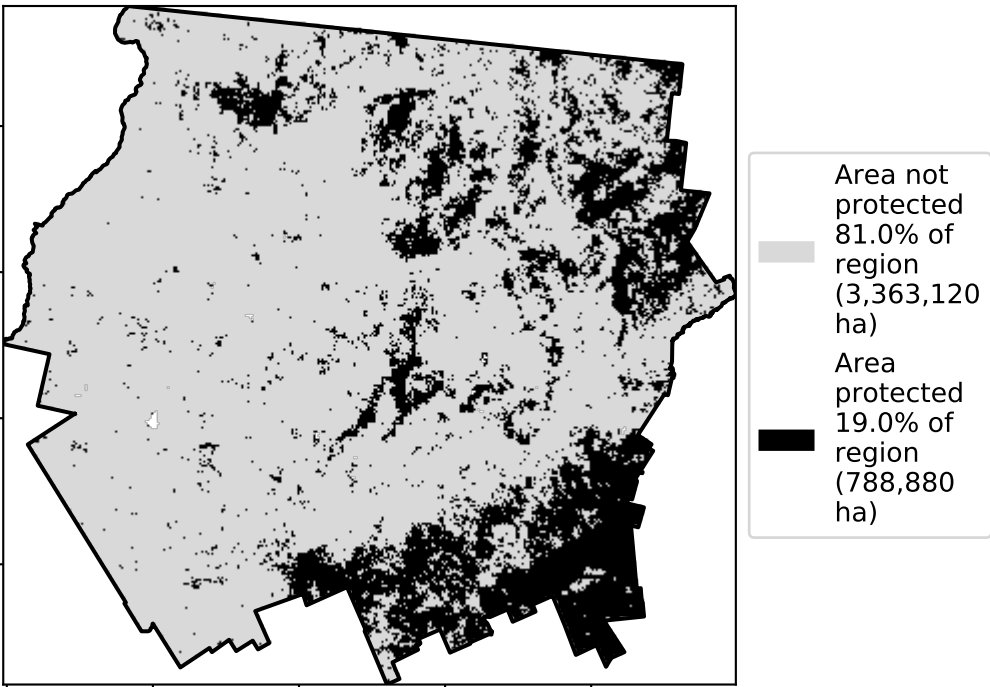 Area not
protected
81.0% of
region
(3,363,120
ha)
Area
protected
19.0% of
region
(788,880
ha)